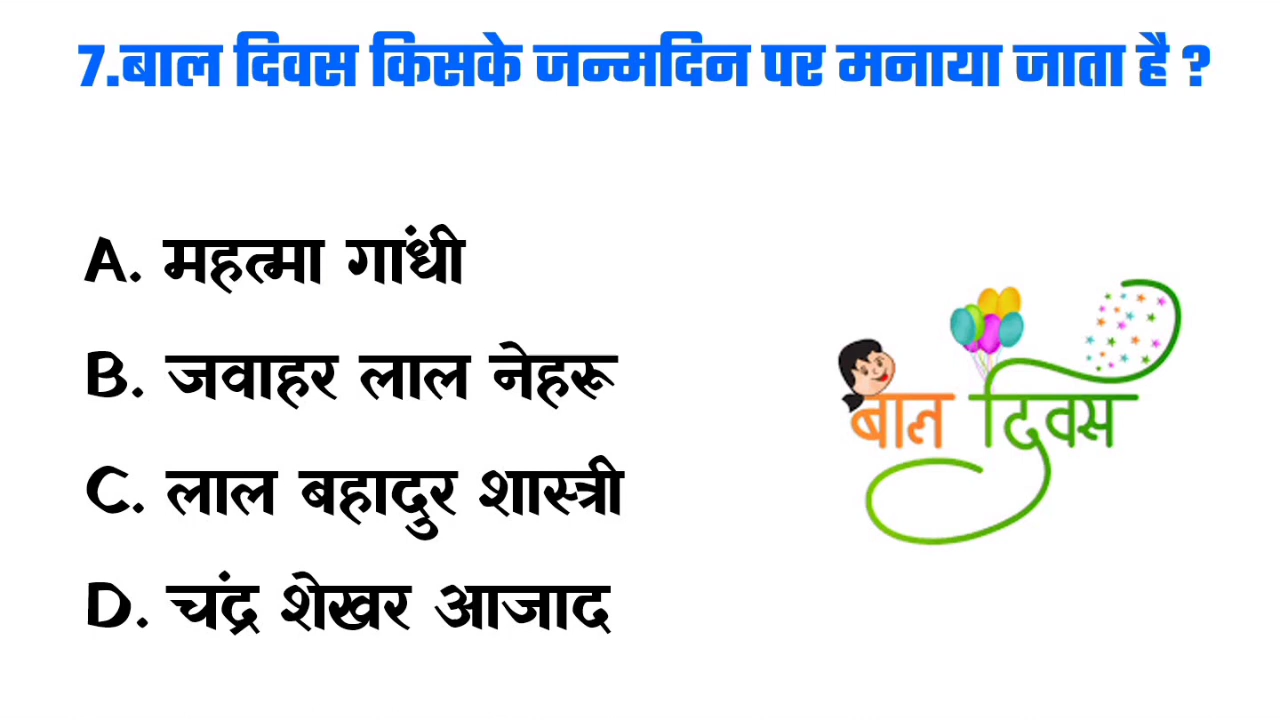 7.बाल दिवस किसके जन्मदिन पर मनाया जाता है ?
A. महत्मा गांधी
B. जवाहर लाल नेहरू
C. लाल बहादुर शास्त्री
D. चंद्र शेखर आजाद
बाल दिवस